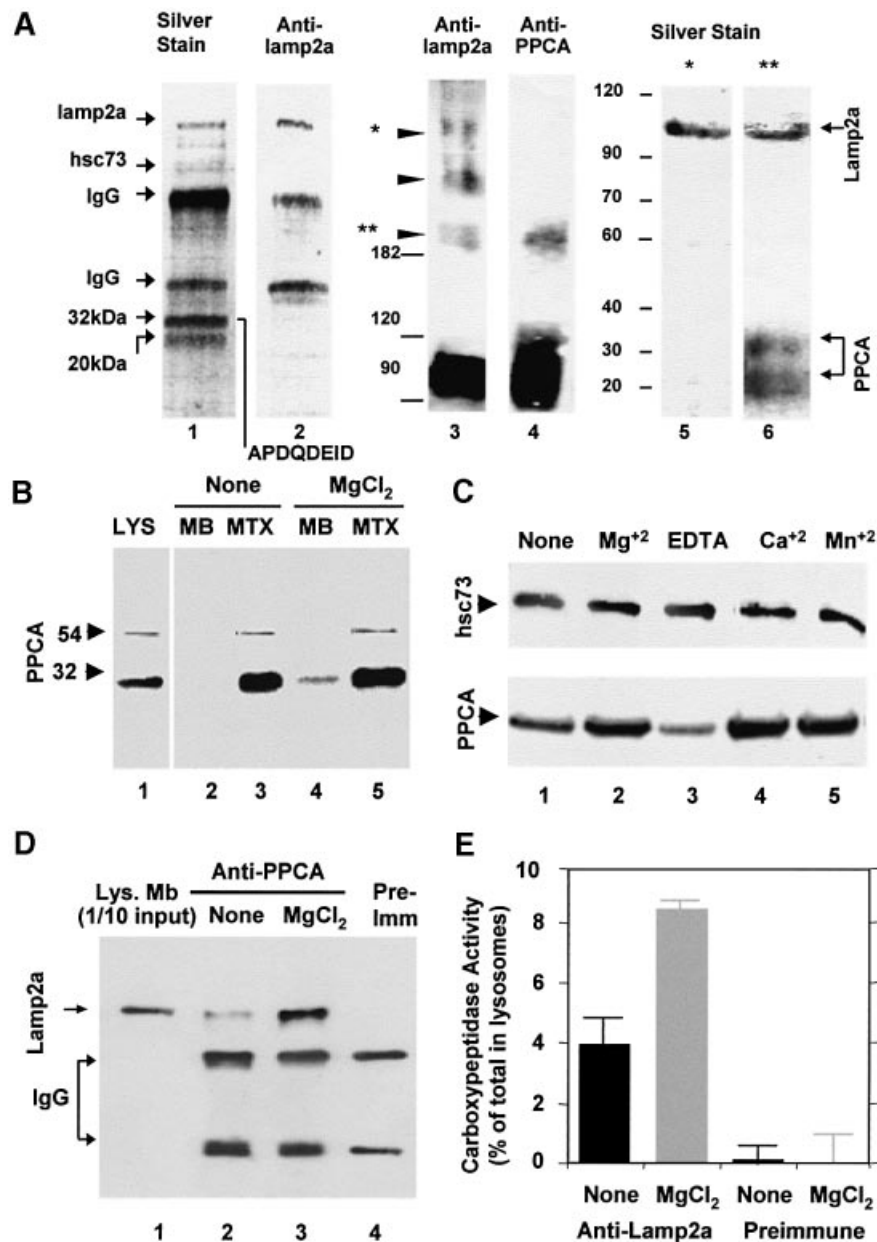 A
Silver Stain
Anti-lamp2a
Anti-lamp2a
Anti-PPCA
Silver Stain
* **
lamp2a
hsc73
IgG
IgG
32kDa
20kDa
1 2
APDQDEID
*
**
182
120
90
3 4
120
90
70
60
40
30
20
Lamp2a
PPCA
5 6
B
None MgCl2
LYS MB MTX MB MTX
PPCA
54
32
1 2 3 4 5
C
None Mg+2 EDTA Ca+2 Mn+2
hsc73
PPCA
1 2 3 4 5
D
Anti-PPCA
Lys. Mb (1/10 input)
None MgCl2
Pre-Imm
Lamp2a
IgG
1 2 3 4
E
Carboxypeptidase Activity
(% of total in lysosomes)
10
8
6
4
2
0
None MgCl2 None MgCl2
Anti-Lamp2a Preimmune